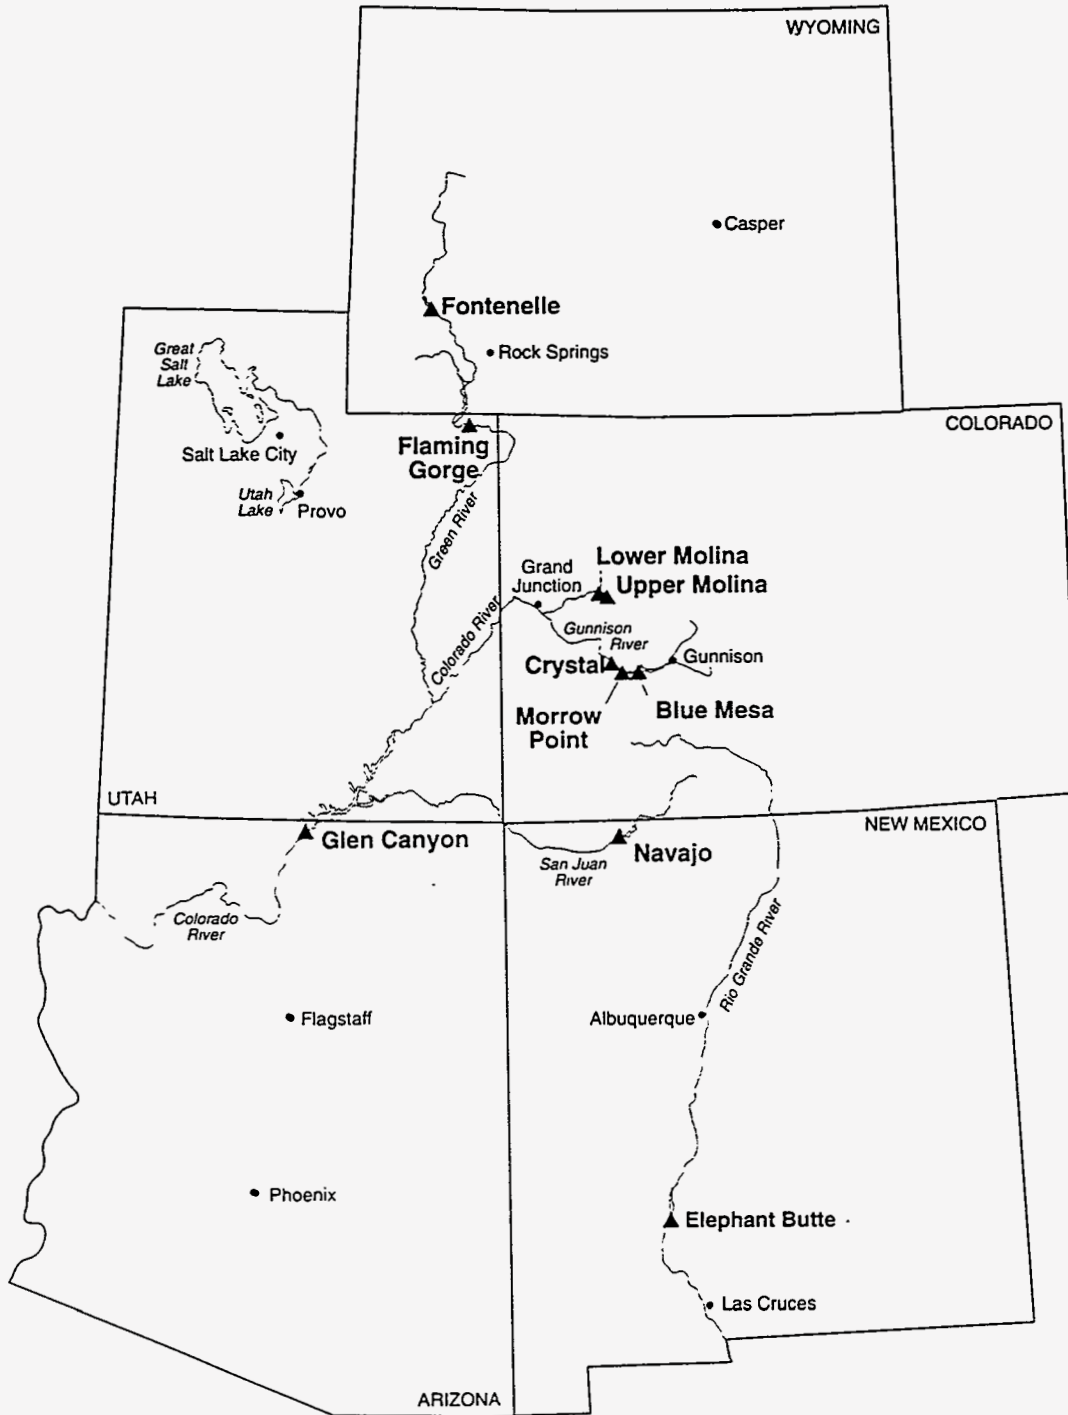 WYOMING
Casper
Fontenelle
Rock Springs
Great
Salt
Lake
COLORADO
Salt Lake City
Flaming
Gorge
Utah
Lake
Provo
Green River
Lower Molina
Grand
Junction
Upper Molina
Colorado River
Gunnison
River
Crystal
Gunnison
Morrow
Point
Blue Mesa
UTAH
NEW MEXICO
Glen Canyon
Navajo
San Juan
River
Colorado
River
Rio Grande River
Flagstaff
Albuquerque
Phoenix
Elephant Butte
Las Cruces
ARIZONA